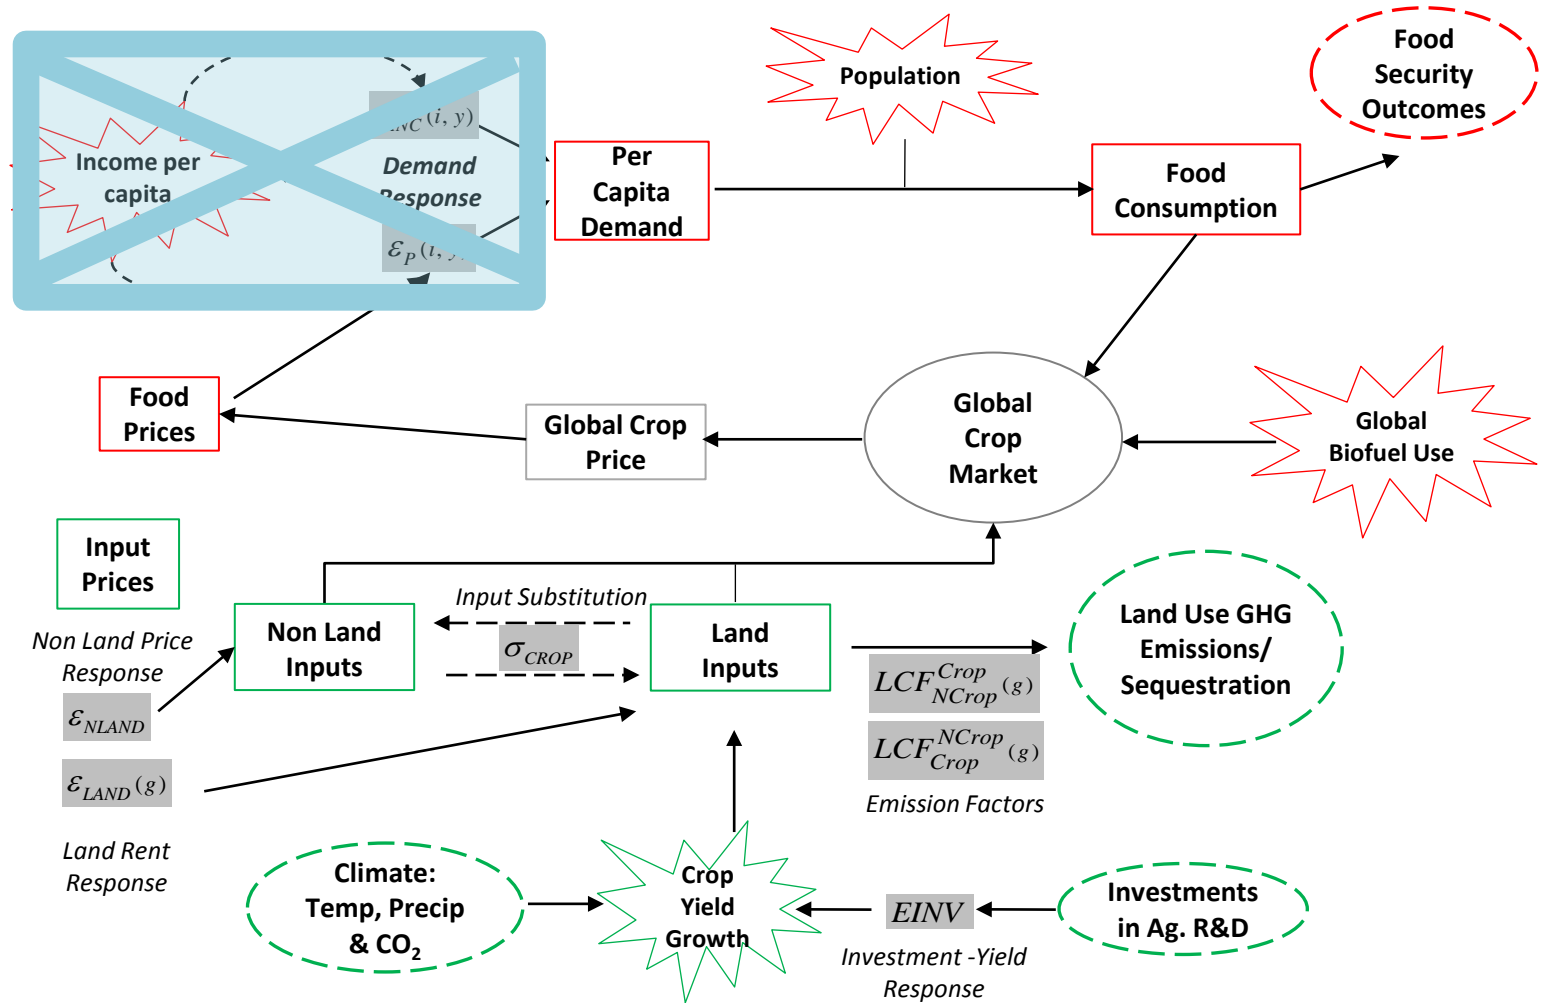 Population
Food
Security
Outcomes
Income per
capita
INC (i, y)
Demand
Response
ε_P (i, y)
Per
Capita
Demand
Food
Consumption
Food
Prices
Global Crop
Price
Global
Crop
Market
Global
Biofuel Use
Input
Prices
Non Land Price
Response
ε_NLAND
ε_LAND (g)
Land Rent
Response
Non Land
Inputs
Input Substitution
σ_CROP
Land
Inputs
LCF^Crop_NCrop (g)
LCF^NCrop_Crop (g)
Emission Factors
Land Use GHG
Emissions/
Sequestration
Climate:
Temp, Precip
& CO₂
Crop
Yield
Growth
EINV
Investment -Yield
Response
Investments
in Ag. R&D